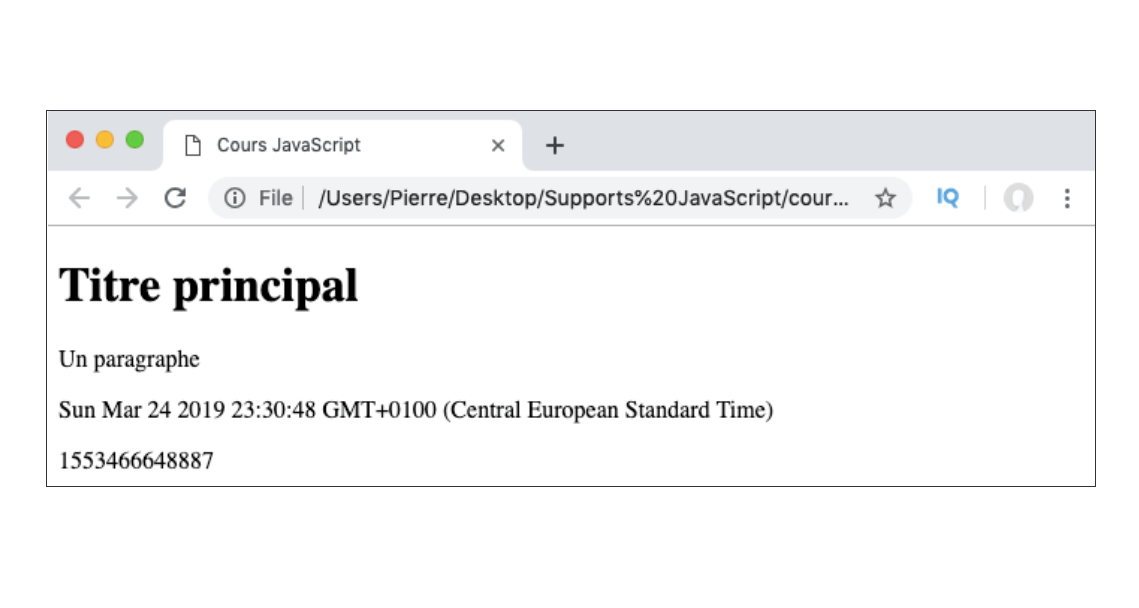 Cours JavaScript
File /Users/Pierre/Desktop/Supports%20JavaScript/cour... IQ
Titre principal
Un paragraphe
Sun Mar 24 2019 23:30:48 GMT+0100 (Central European Standard Time)
1553466648887